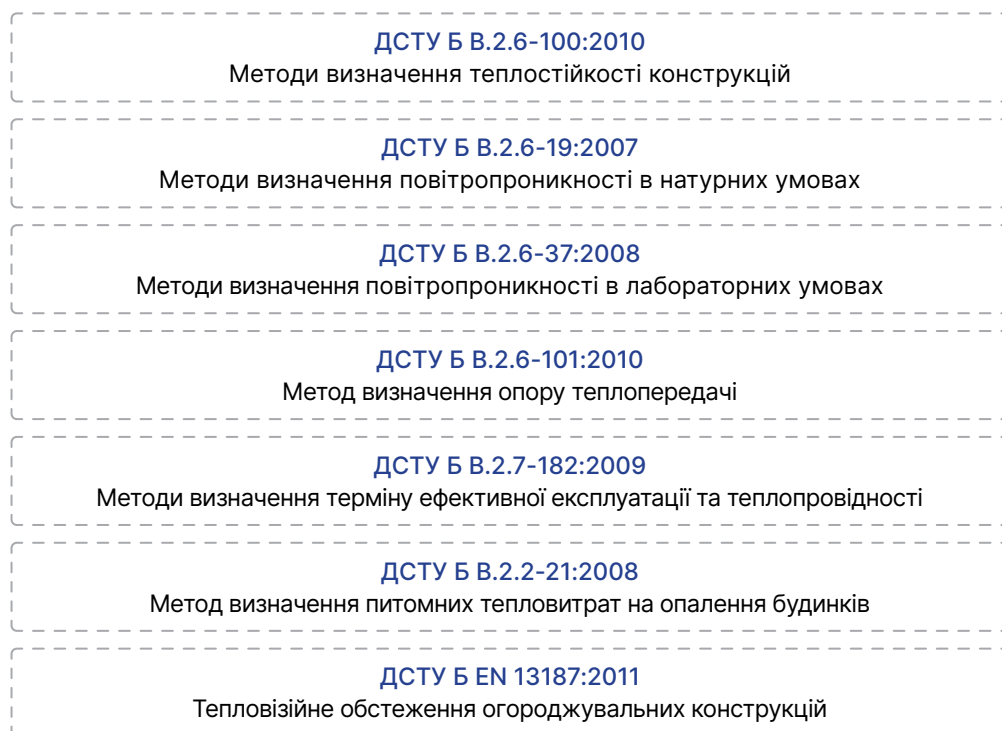 ДСТУ Б В.2.6-100:2010
Методи визначення теплостійкості конструкцій
ДСТУ Б В.2.6-19:2007
Методи визначення повітропроникності в натурних умовах
ДСТУ Б В.2.6-37:2008
Методи визначення повітропроникності в лабораторних умовах
ДСТУ Б В.2.6-101:2010
Метод визначення опору теплопередачі
ДСТУ Б В.2.7-182:2009
Методи визначення терміну ефективної експлуатації та теплопровідності
ДСТУ Б В.2.2-21:2008
Метод визначення питомних тепловитрат на опалення будинків
ДСТУ Б EN 13187:2011
Тепловізійне обстеження огороджувальних конструкцій